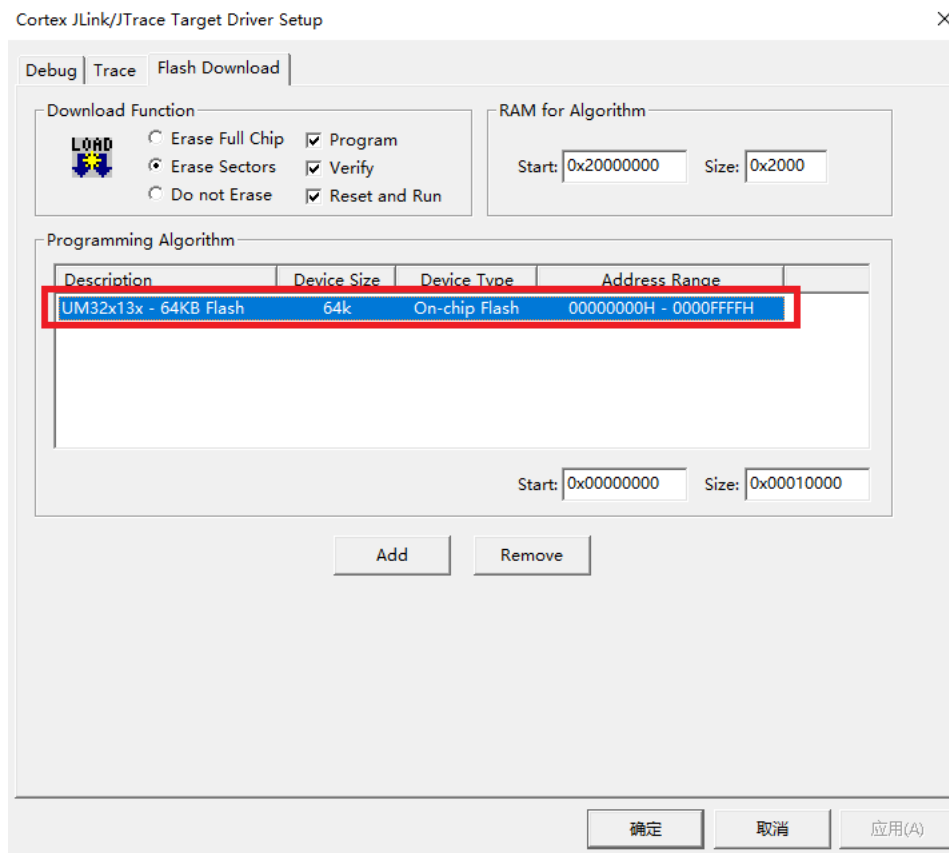 Cortex JLink/JTrace Target Driver Setup
Debug Trace Flash Download
Download Function
LOAD
Erase Full Chip
Erase Sectors
Do not Erase
Program
Verify
Reset and Run
RAM for Algorithm
Start: 0x20000000 Size: 0x2000
Programming Algorithm
Description Device Size Device Type Address Range
UM32x13x - 64KB Flash 64k On-chip Flash 00000000H - 0000FFFFH
Start: 0x00000000 Size: 0x00010000
Add Remove
确定 取消 应用(A)